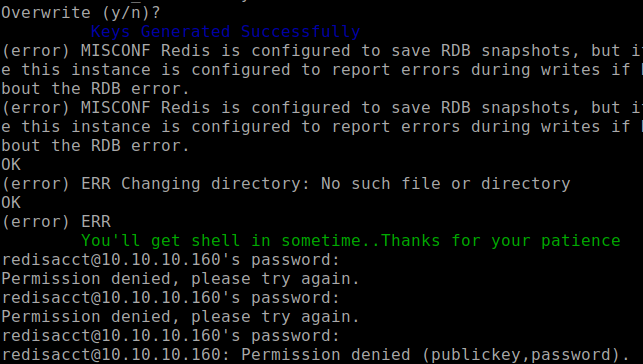 Overwrite (y/n)?
Keys Generated Successfully
(error) MISCONF Redis is configured to save RDB snapshots, but i
e this instance is configured to report errors during writes if
bout the RDB error.
(error) MISCONF Redis is configured to save RDB snapshots, but i
e this instance is configured to report errors during writes if
bout the RDB error.
OK
(error) ERR Changing directory: No such file or directory
OK
(error) ERR
You'll get shell in sometime..Thanks for your patience
redisacct@10.10.10.160's password:
Permission denied, please try again.
redisacct@10.10.10.160's password:
Permission denied, please try again.
redisacct@10.10.10.160's password:
redisacct@10.10.10.160: Permission denied (publickey,password).